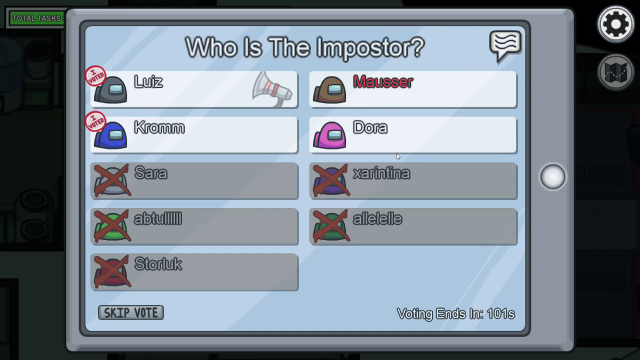 TOTAL TASKS
Who Is The Impostor?
I VOTED
Luiz
Mausser
I VOTED
Kromm
Dora
Sara
xarintina
abtulllll
allelelle
Storluk
SKIP VOTE
Voting Ends In: 101s